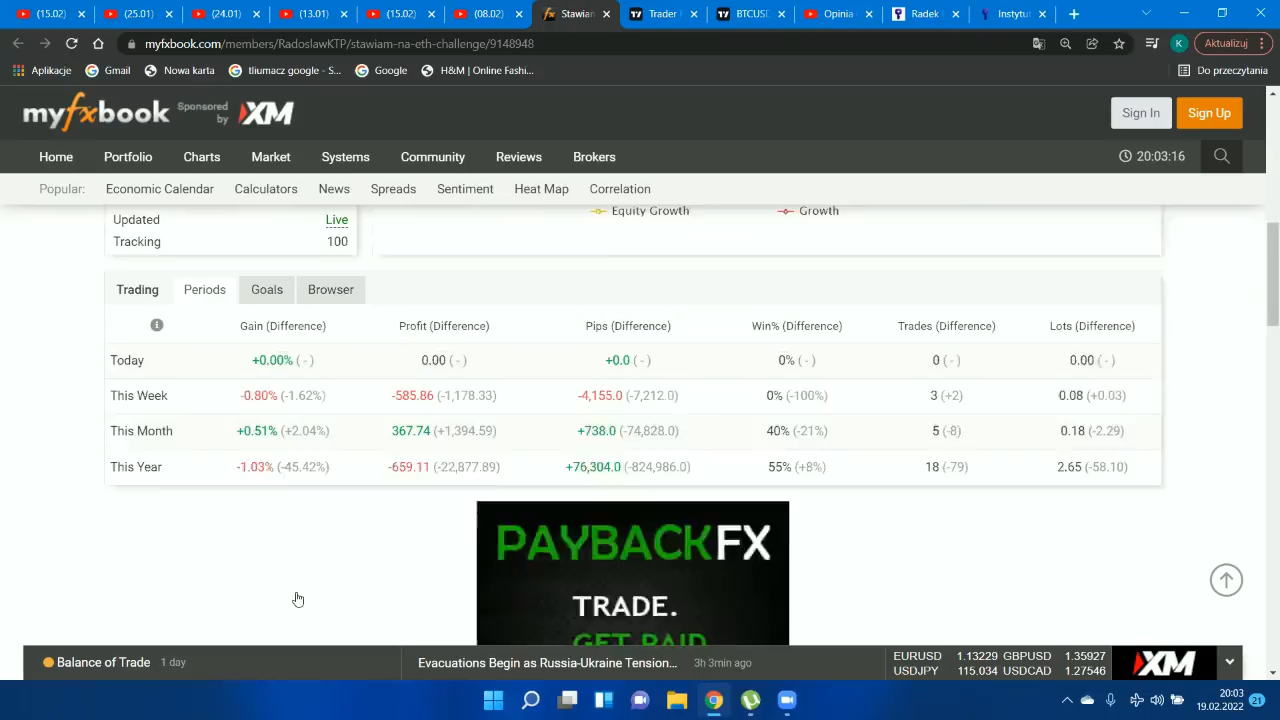 (15.02) (25.01) (24.01) (13.01) (15.02) (08.02) Stawian Trader BTCUSD Opinia Radek Instytut
myfxbook.com/members/RadoslawKTP/stawiam-na-eth-challenge/9148948 K Aktualizuj
Aplikacje Gmail Nowa karta tlumacz google - S... Google H&M | Online Fashi... Do przeczytania
myfxbook Sponsored by XM Sign In Sign Up
Home Portfolio Charts Market Systems Community Reviews Brokers 20:03:16
Popular: Economic Calendar Calculators News Spreads Sentiment Heat Map Correlation
Updated Live Equity Growth Growth
Tracking 100
Trading Periods Goals Browser
Gain (Difference) Profit (Difference) Pips (Difference) Win% (Difference) Trades (Difference) Lots (Difference)
Today +0.00% ( - ) 0.00 ( - ) +0.0 ( - ) 0% ( - ) 0 ( - ) 0.00 ( - )
This Week -0.80% (-1.62%) -585.86 (-1,178.33) -4,155.0 (-7,212.0) 0% (-100%) 3 (+2) 0.08 (+0.03)
This Month +0.51% (+2.04%) 367.74 (+1,394.59) +738.0 (-74,828.0) 40% (-21%) 5 (-8) 0.18 (-2.29)
This Year -1.03% (-45.42%) -659.11 (-22,877.89) +76,304.0 (-824,986.0) 55% (+8%) 18 (-79) 2.65 (-58.10)
PAYBACKFX
TRADE.
GET PAID
Balance of Trade 1 day Evacuations Begin as Russia-Ukraine Tension... 3h 3min ago EURUSD 1.13229 GBPUSD 1.35927
USDJPY 115.034 USDCAD 1.27546 XM
20:03
19.02.2022 21